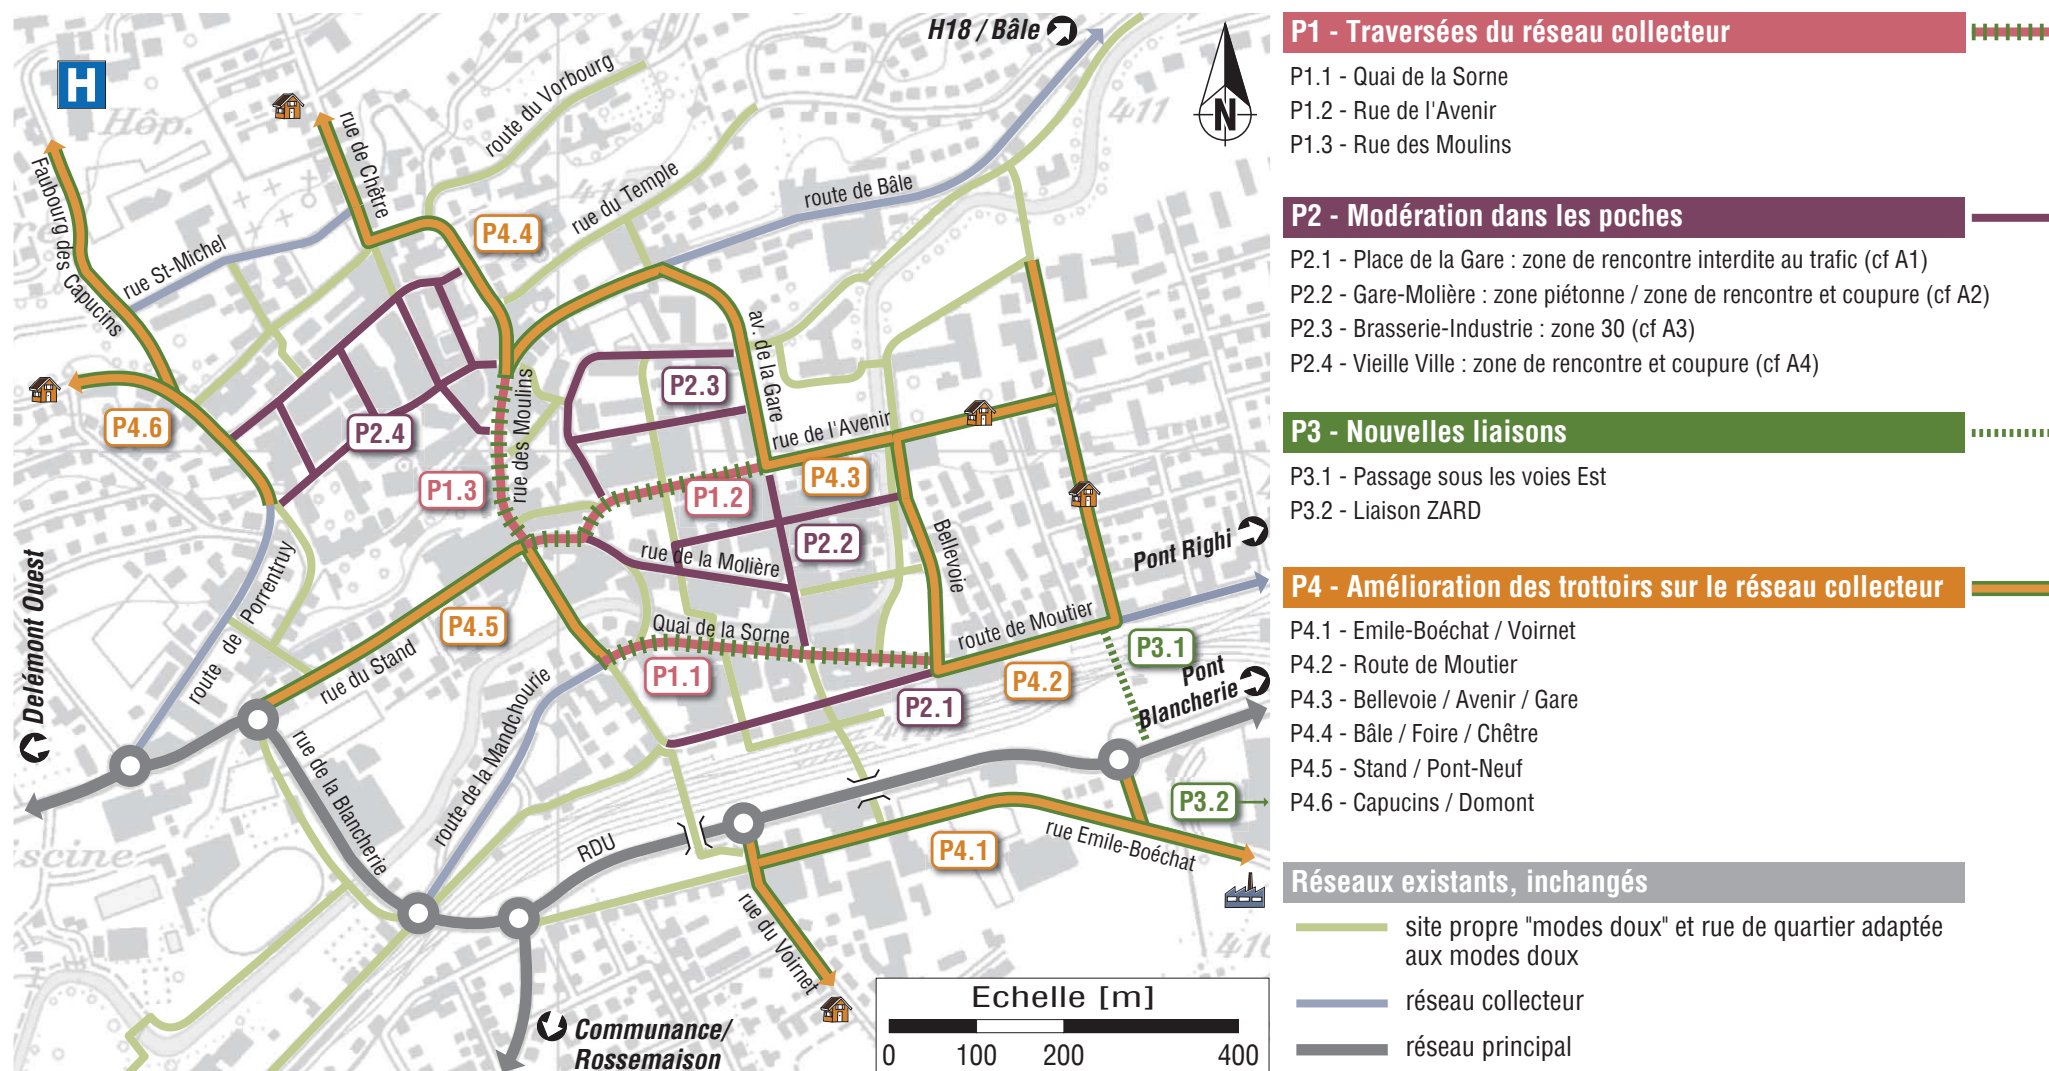 H18 / Bâle
H
Hôp.
411
N
route du Vorbourg
rue de Chêtre
Faubourg des Capucins
rue du Temple
route de Bâle
P4.4
rue St-Michel
av. de la Gare
P2.3
P4.6
P2.4
rue des Moulins
rue de l'Avenir
P4.3
P1.3
P1.2
P2.2
rue de la Molière
Bellevoie
Pont Righi
Delémont Ouest
route de Porrentruy
P4.5
rue du Stand
Quai de la Sorne
route de Moutier
P3.1
P1.1
P4.2
P2.1
Pont
Blancherie
rue de la Blancherie
route de la Mandchourie
P3.2
RDU
P4.1
rue Emile-Boéchat
scine
rue du Voirnet
Communance/
Rossemaison
Echelle [m]
0 100 200 400
P1 - Traversées du réseau collecteur
P1.1 - Quai de la Sorne
P1.2 - Rue de l'Avenir
P1.3 - Rue des Moulins
P2 - Modération dans les poches
P2.1 - Place de la Gare : zone de rencontre interdite au trafic (cf A1)
P2.2 - Gare-Molière : zone piétonne / zone de rencontre et coupure (cf A2)
P2.3 - Brasserie-Industrie : zone 30 (cf A3)
P2.4 - Vieille Ville : zone de rencontre et coupure (cf A4)
P3 - Nouvelles liaisons
P3.1 - Passage sous les voies Est
P3.2 - Liaison ZARD
P4 - Amélioration des trottoirs sur le réseau collecteur
P4.1 - Emile-Boéchat / Voirnet
P4.2 - Route de Moutier
P4.3 - Bellevoie / Avenir / Gare
P4.4 - Bâle / Foire / Chêtre
P4.5 - Stand / Pont-Neuf
P4.6 - Capucins / Domont
Réseaux existants, inchangés
site propre "modes doux" et rue de quartier adaptée
aux modes doux
réseau collecteur
réseau principal